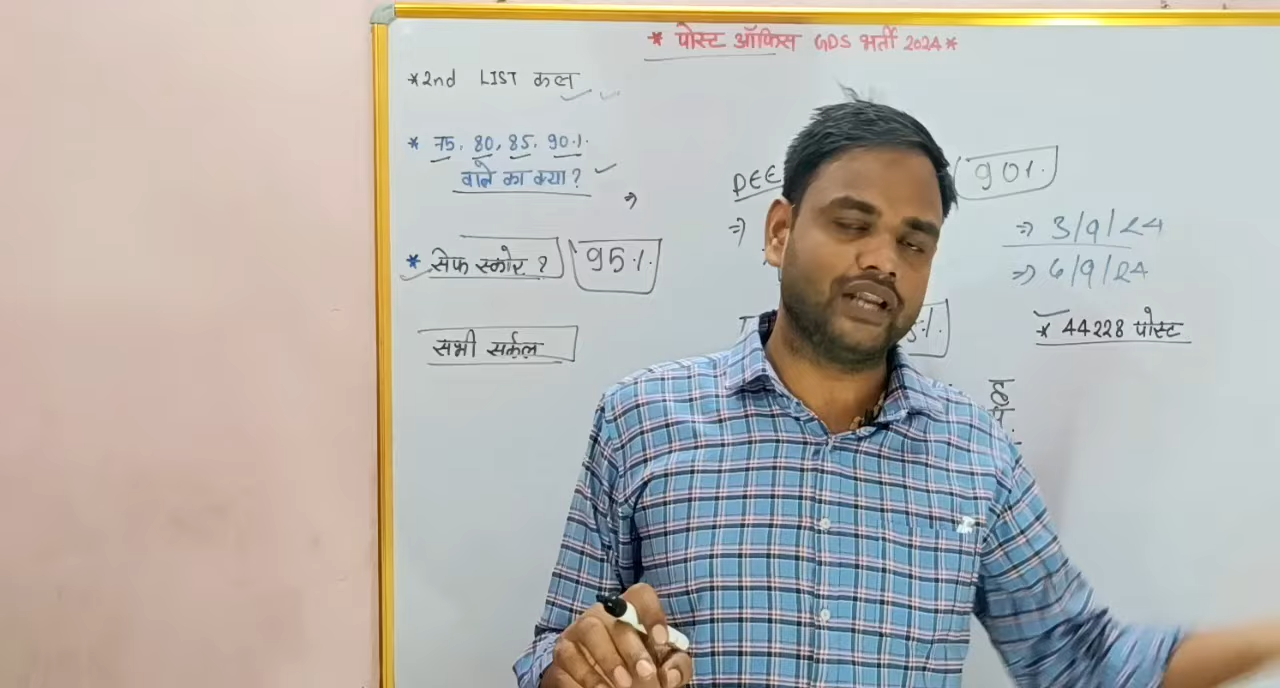 * पोस्ट ऑफिस GDS भर्ती 2024 *
* 2nd LIST कल
* 75, 80, 85, 90%.
वाले का क्या?
* सेफ स्कोर ? 95%.
सभी सर्कल
DEE
90%.
⇒ 3/9/24
⇒ 6/9/24
* 44228 पोस्ट